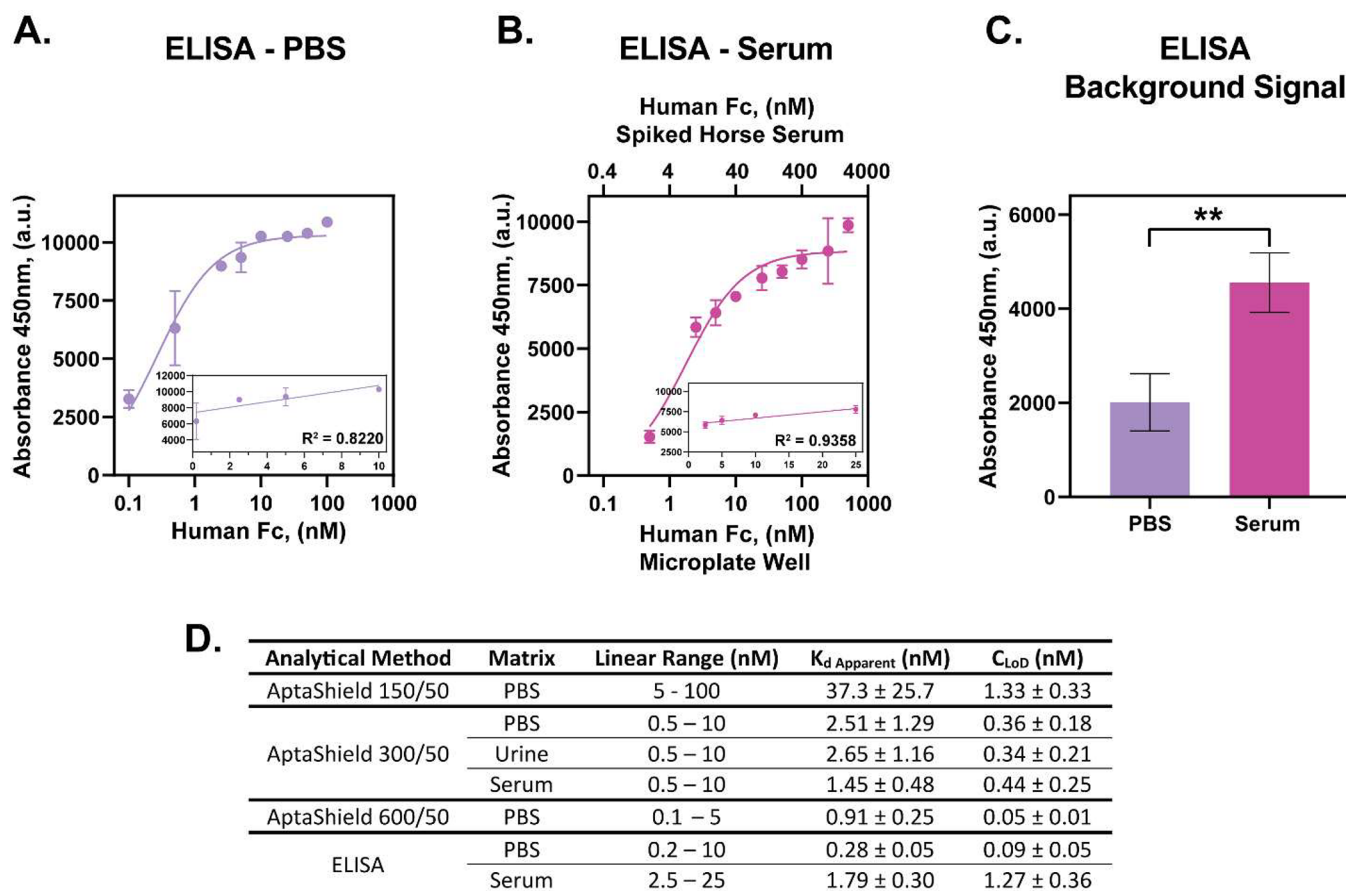 A.
ELISA - PBS
Absorbance 450nm, (a.u.)
10000
7500
5000
2500
0
12000
10000
8000
6000
4000
0 2 4 6 8 10
R² = 0.8220
0.1 1 10 100 1000
Human Fc, (nM)
B.
ELISA - Serum
Human Fc, (nM)
Spiked Horse Serum
0.4 4 40 400 4000
Absorbance 450nm, (a.u.)
10000
7500
5000
2500
0
10000
7500
5000
2500
0 5 10 15 20 25
R² = 0.9358
0.1 1 10 100 1000
Human Fc, (nM)
Microplate Well
C.
ELISA
Background Signal
Absorbance 450nm, (a.u.)
6000
4000
2000
0
**
PBS Serum
D.
Analytical Method Matrix Linear Range (nM) Kd Apparent (nM) CLoD (nM)
AptaShield 150/50 PBS 5 - 100 37.3 ± 25.7 1.33 ± 0.33
AptaShield 300/50 PBS 0.5 – 10 2.51 ± 1.29 0.36 ± 0.18
Urine 0.5 – 10 2.65 ± 1.16 0.34 ± 0.21
Serum 0.5 – 10 1.45 ± 0.48 0.44 ± 0.25
AptaShield 600/50 PBS 0.1 – 5 0.91 ± 0.25 0.05 ± 0.01
ELISA PBS 0.2 – 10 0.28 ± 0.05 0.09 ± 0.05
Serum 2.5 – 25 1.79 ± 0.30 1.27 ± 0.36